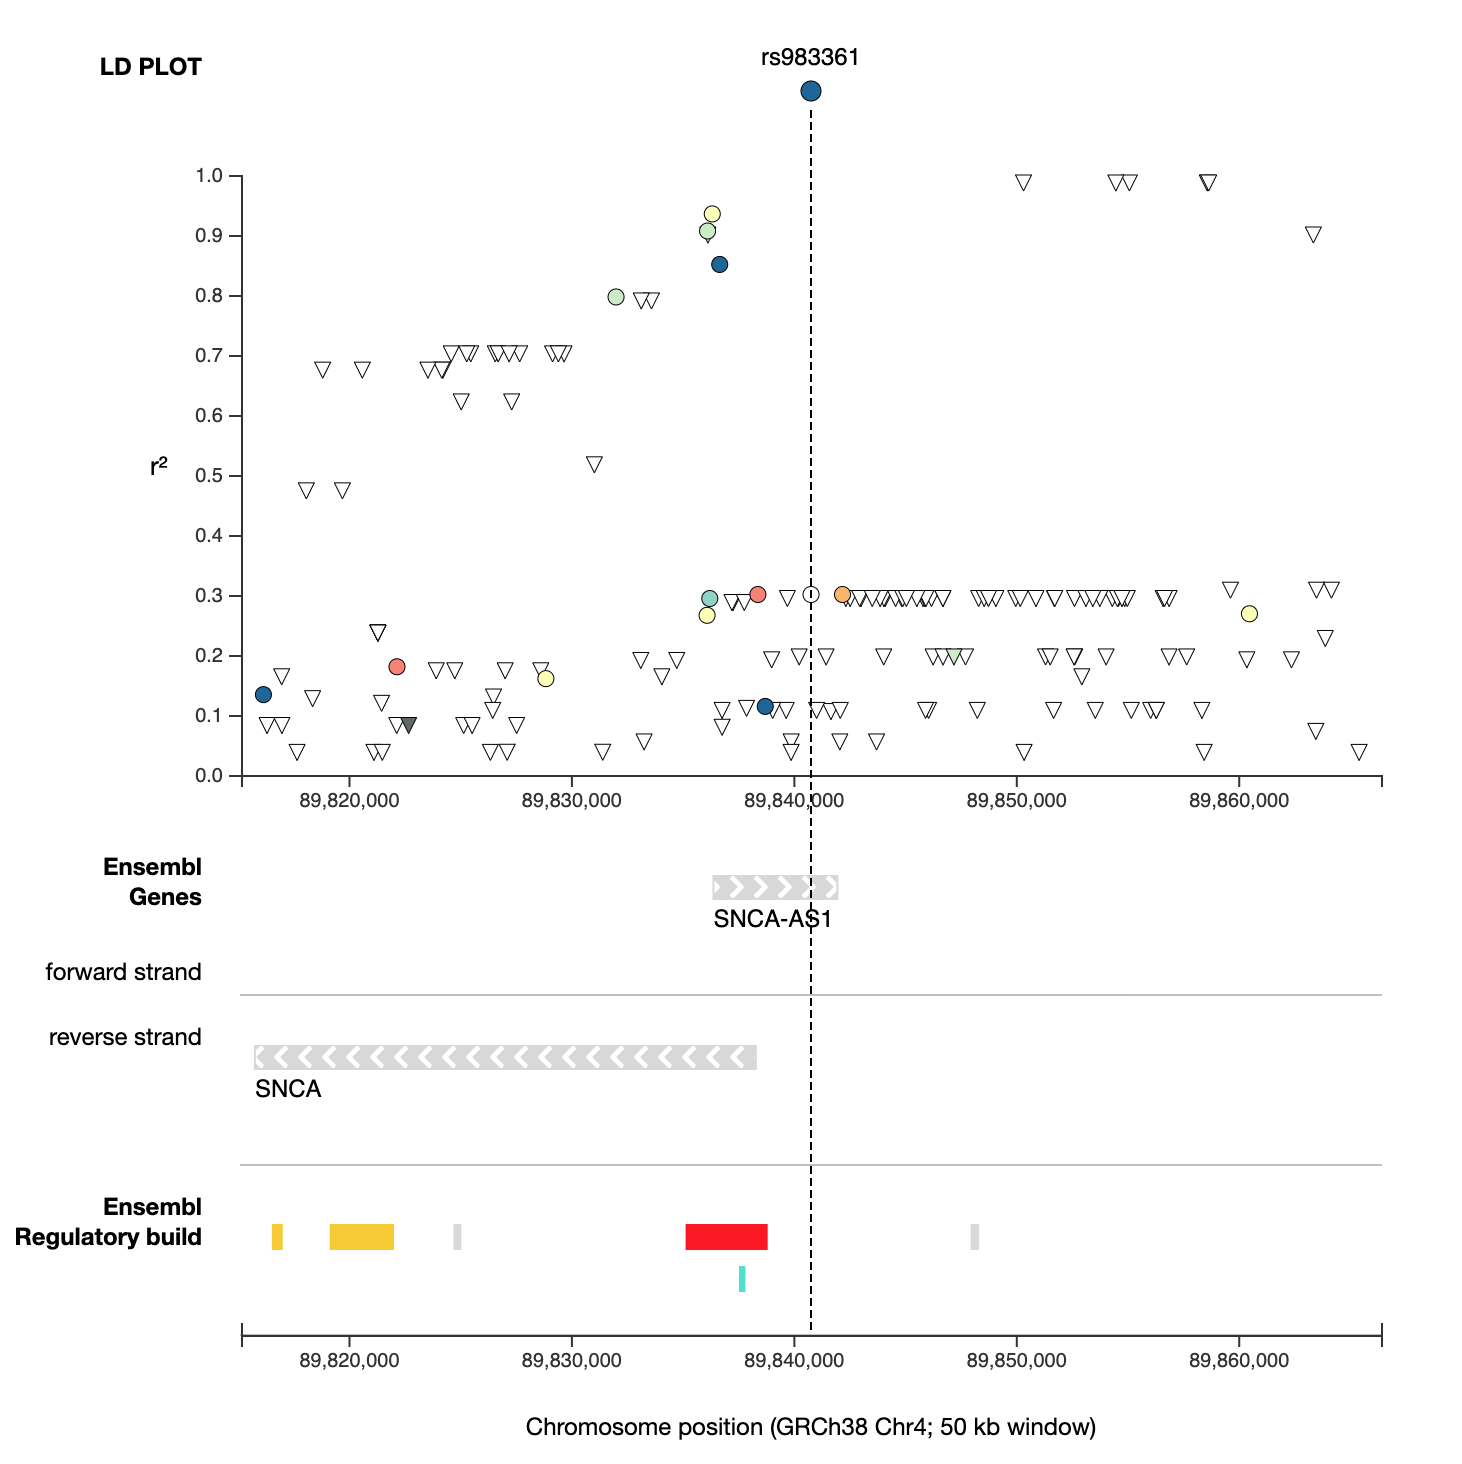 rs983361
LD PLOT
1.0
0.9
0.8
0.7
0.6
r²
0.5
0.4
0.3
0.2
0.1
0.0
89,820,000 89,830,000 89,840,000 89,850,000 89,860,000
Ensembl
Genes
SNCA-AS1
forward strand
reverse strand
SNCA
Ensembl
Regulatory build
89,820,000 89,830,000 89,840,000 89,850,000 89,860,000
Chromosome position (GRCh38 Chr4; 50 kb window)